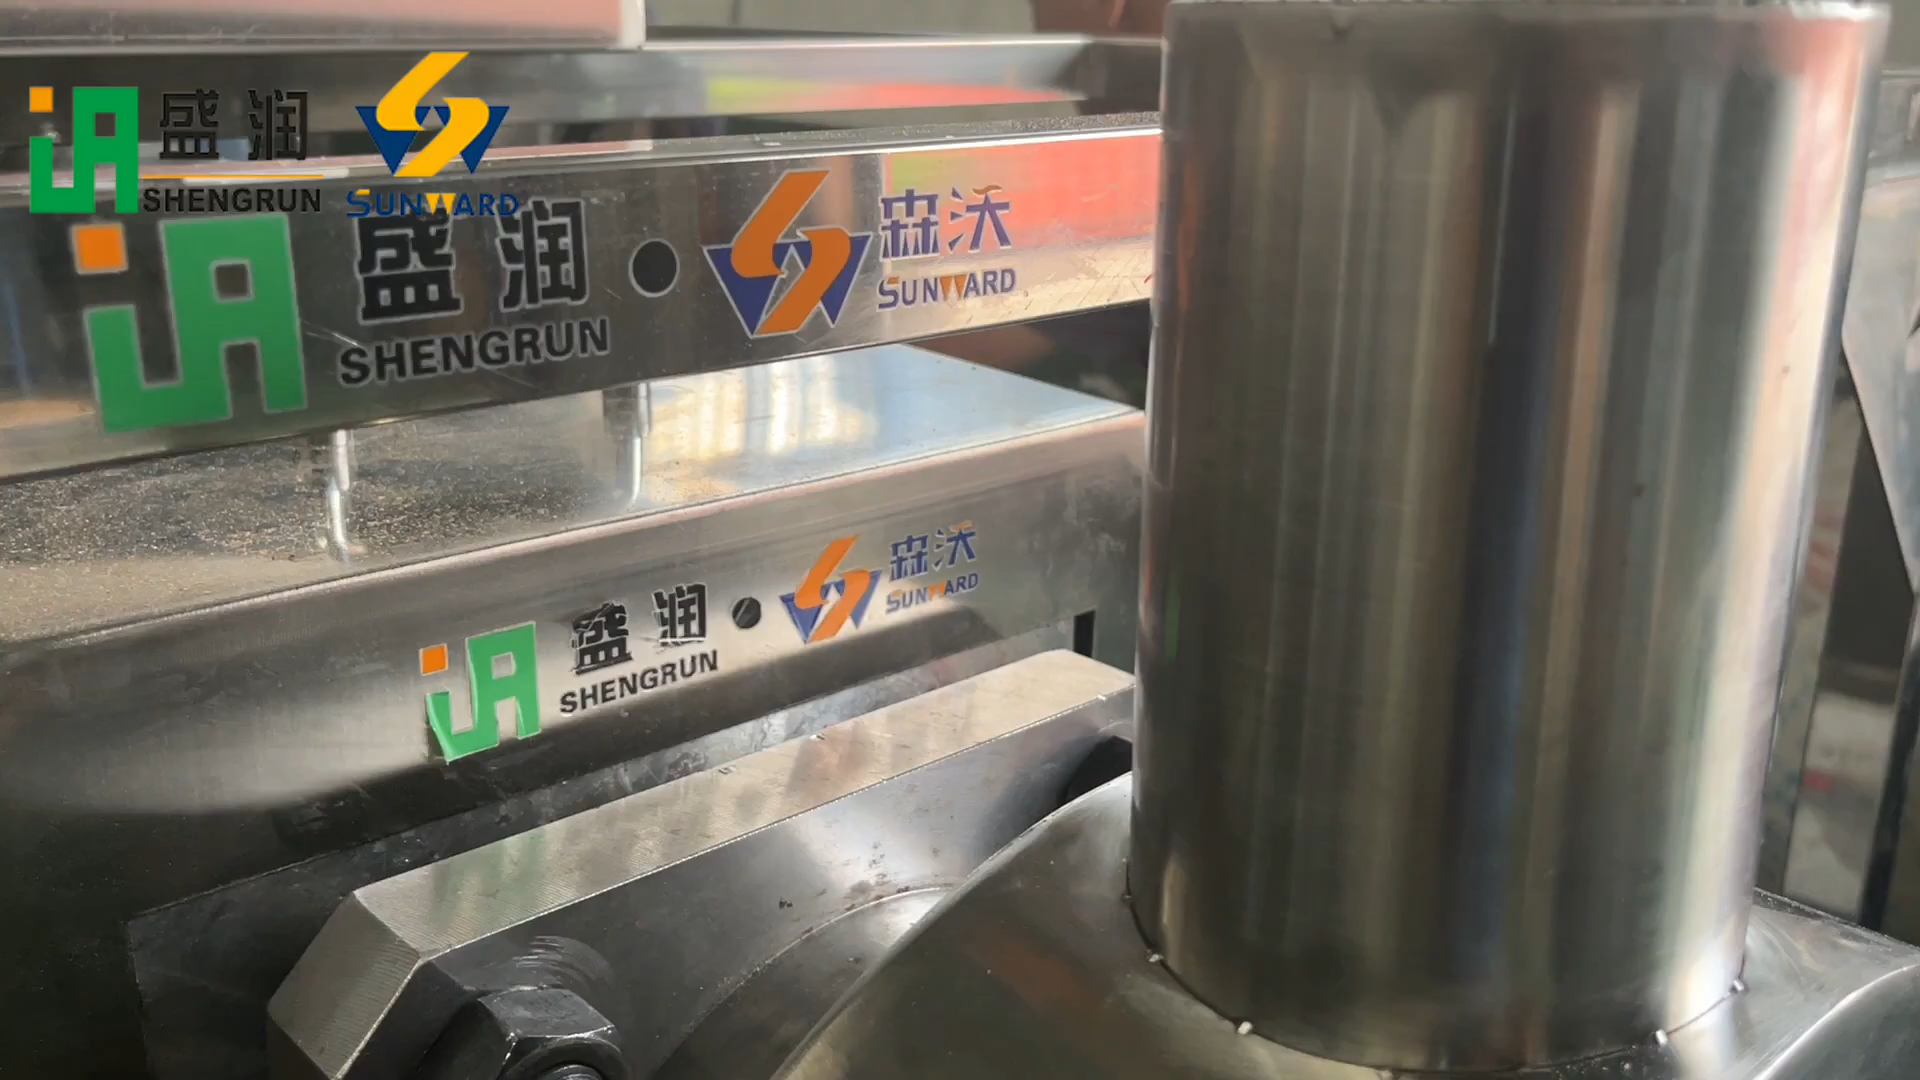 盛润
SHENGRUN
SUNWARD
盛润
SHENGRUN
森沃
SUNWARD
盛润
SHENGRUN
森沃
SUNWARD